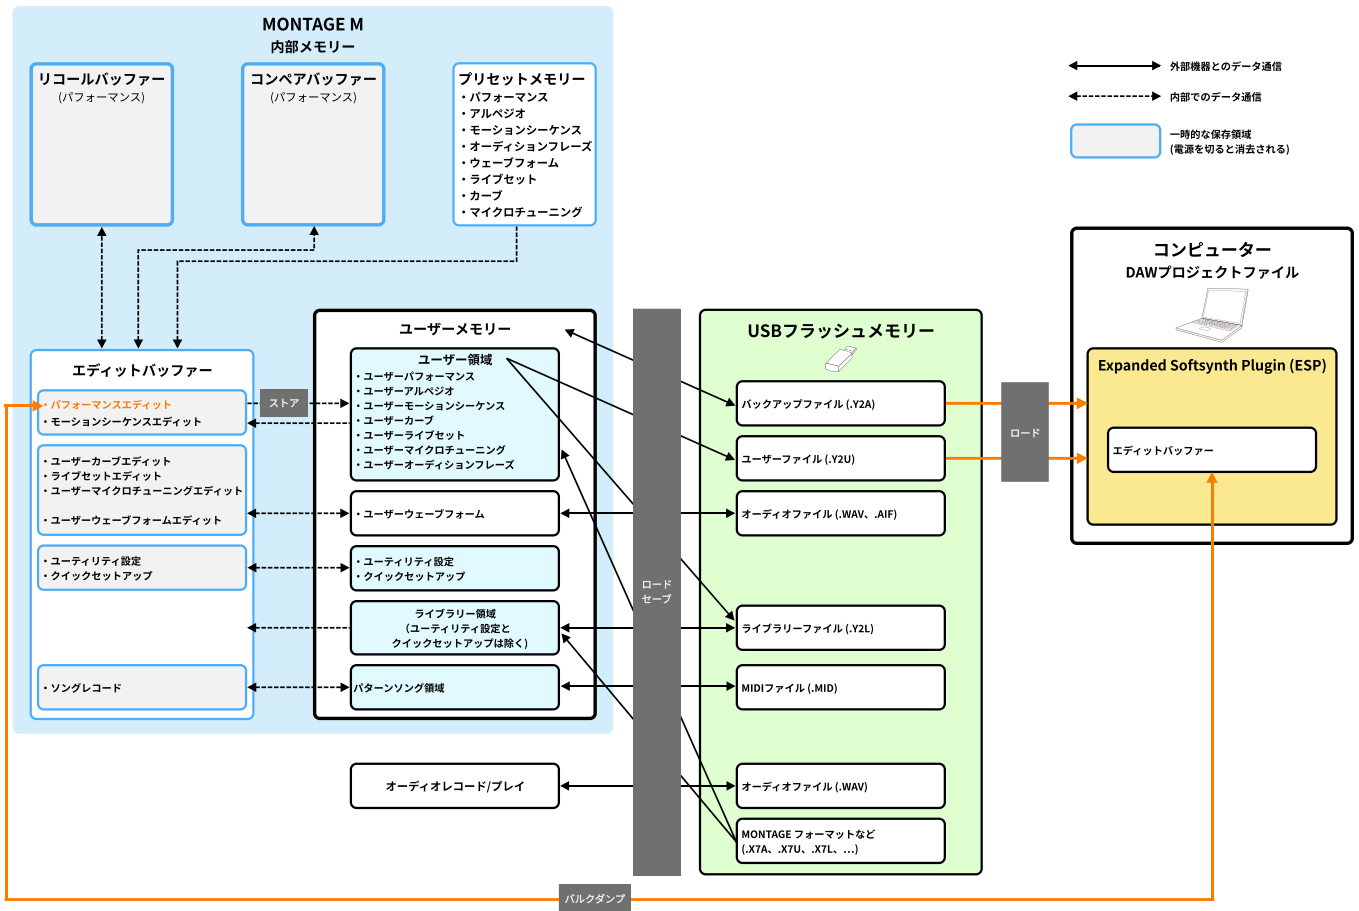 MONTAGE M
内部メモリー
リコールバッファー
(パフォーマンス)
コンペアバッファー
(パフォーマンス)
プリセットメモリー
・パフォーマンス
・アルペジオ
・モーションシーケンス
・オーディションフレーズ
・ウェーブフォーム
・ライブセット
・カーブ
・マイクロチューニング
外部機器とのデータ通信
内部でのデータ通信
一時的な保存領域
(電源を切ると消去される)
エディットバッファー
・パフォーマンスエディット
・モーションシーケンスエディット
・ユーザーカーブエディット
・ライブセットエディット
・ユーザーマイクロチューニングエディット
・ユーザーウェーブフォームエディット
・ユーティリティ設定
・クイックセットアップ
・ソングレコード
ストア
ユーザーメモリー
ユーザー領域
・ユーザーパフォーマンス
・ユーザーアルペジオ
・ユーザーモーションシーケンス
・ユーザーカーブ
・ユーザーライブセット
・ユーザーマイクロチューニング
・ユーザーオーディションフレーズ
・ユーザーウェーブフォーム
・ユーティリティ設定
・クイックセットアップ
ライブラリー領域
(ユーティリティ設定と
クイックセットアップは除く)
パターンソング領域
オーディオレコード/プレイ
ロード
セーブ
USBフラッシュメモリー
バックアップファイル (.Y2A)
ユーザーファイル (.Y2U)
オーディオファイル (.WAV、.AIF)
ライブラリーファイル (.Y2L)
MIDIファイル (.MID)
オーディオファイル (.WAV)
MONTAGE フォーマットなど
(.X7A、.X7U、.X7L、...)
ロード
コンピューター
DAWプロジェクトファイル
Expanded Softsynth Plugin (ESP)
エディットバッファー
バルクダンプ